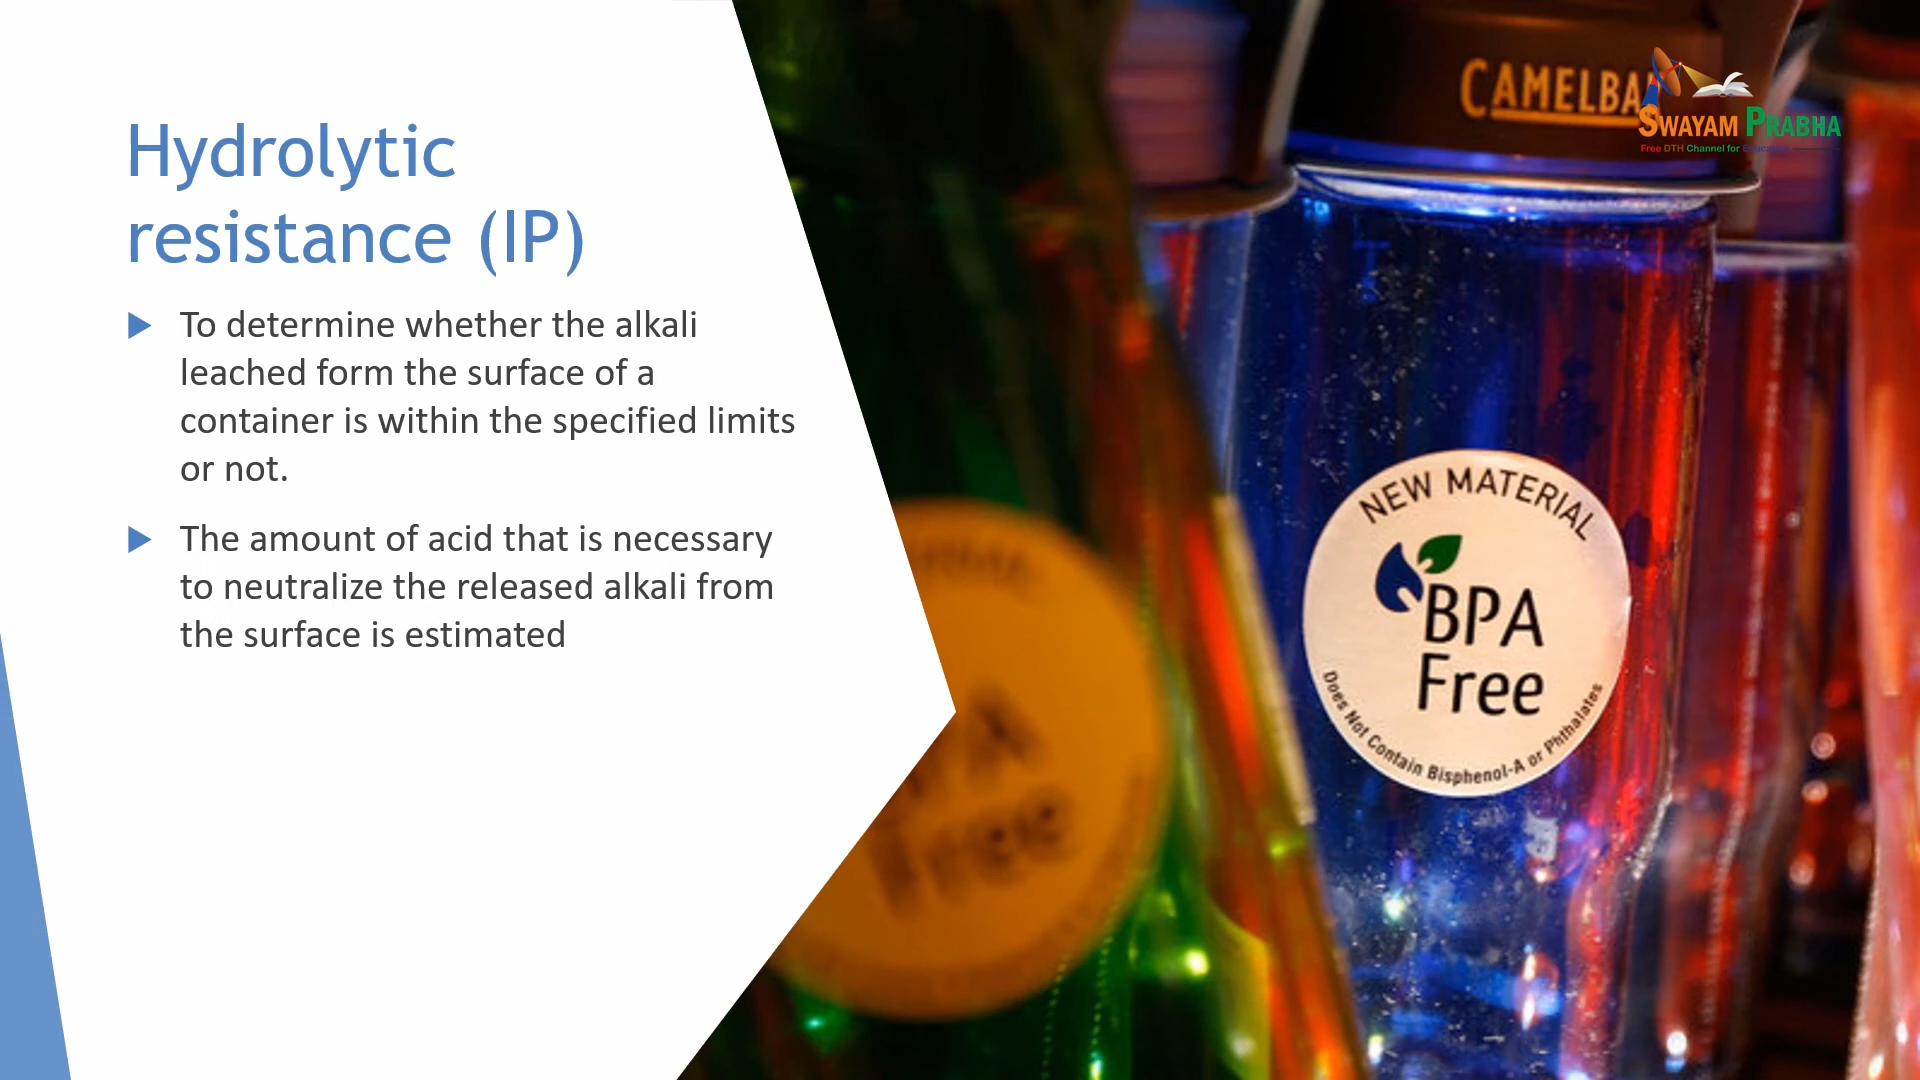 Hydrolytic
resistance (IP)
To determine whether the alkali
leached form the surface of a
container is within the specified limits
or not.
The amount of acid that is necessary
to neutralize the released alkali from
the surface is estimated
CAMELBA
SWAYAM PRABHA
Free DTH Channel for Education
NEW MATERIAL
BPA
Free
Does Not Contain Bisphenol-A or Phthalates
Free